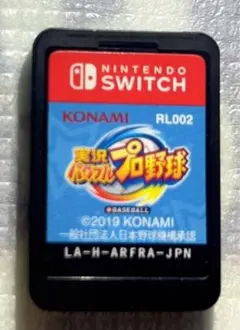 NINTENDO
SWITCH
KONAMI RL002
実況
パワフル
プロ野球
BASEBALL
©2019 KONAMI
一般社団法人日本野球機構承認
LA-H-ARFRA-JPN